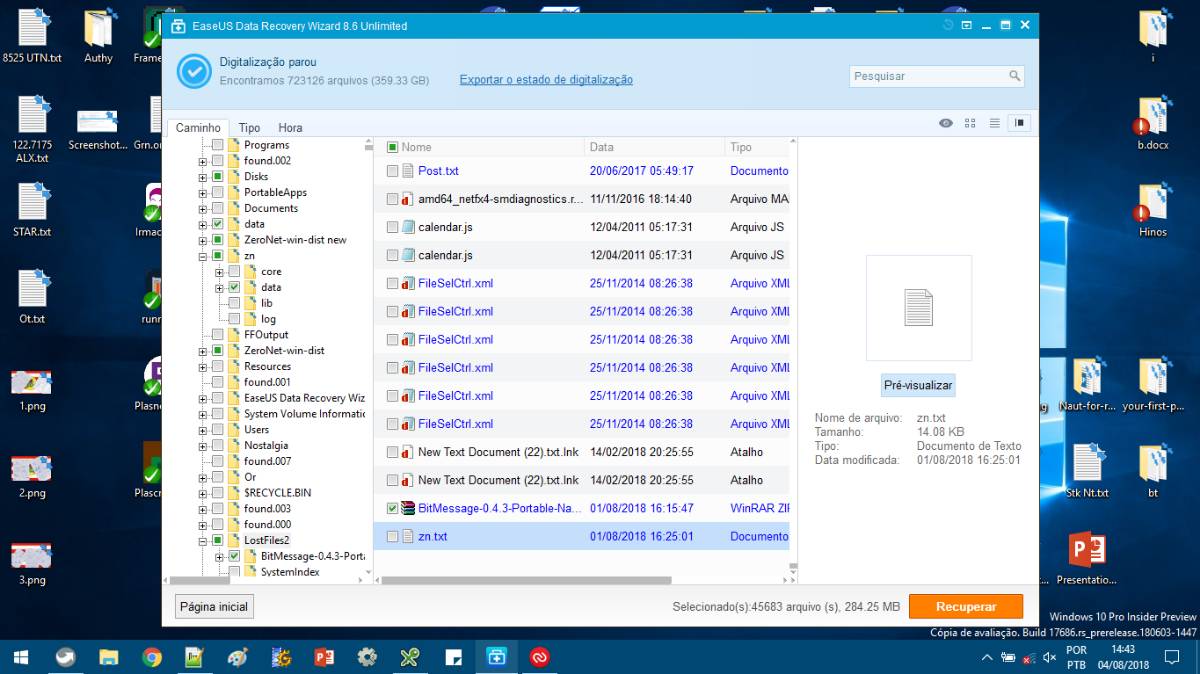 EaseUS Data Recovery Wizard 8.6 Unlimited
Digitalização parou
Encontramos 723126 arquivos (359.33 GB)
Exportar o estado de digitalização
Pesquisar
Caminho Tipo Hora
Programs
found.002
Disks
PortableApps
Documents
data
ZeroNet-win-dist new
zn
core
data
lib
log
FFOutput
ZeroNet-win-dist
Resources
found.001
EaseUS Data Recovery Wiz
System Volume Informatic
Users
Nostalgia
found.007
Or
$RECYCLE.BIN
found.003
found.000
LostFiles2
BitMessage-0.4.3-Porta
SystemIndex
Nome Data Tipo
Post.txt 20/06/2017 05:49:17 Documento
amd64_netfx4-smdiagnostics.r... 11/11/2016 18:14:40 Arquivo MA
calendar.js 12/04/2011 05:17:31 Arquivo JS
calendar.js 12/04/2011 05:17:31 Arquivo JS
FileSelCtrl.xml 25/11/2014 08:26:38 Arquivo XML
FileSelCtrl.xml 25/11/2014 08:26:38 Arquivo XML
FileSelCtrl.xml 25/11/2014 08:26:38 Arquivo XML
FileSelCtrl.xml 25/11/2014 08:26:38 Arquivo XML
FileSelCtrl.xml 25/11/2014 08:26:38 Arquivo XML
FileSelCtrl.xml 25/11/2014 08:26:38 Arquivo XML
New Text Document (22).txt.lnk 14/02/2018 20:25:55 Atalho
New Text Document (22).txt.lnk 14/02/2018 20:25:55 Atalho
BitMessage-0.4.3-Portable-Na... 01/08/2018 16:15:47 WinRAR ZIF
zn.txt 01/08/2018 16:25:01 Documento
Pré-visualizar
Nome de arquivo: zn.txt
Tamanho: 14.08 KB
Tipo: Documento de Texto
Data modificada: 01/08/2018 16:25:01
Página inicial
Selecionado(s):45683 arquivo (s), 284.25 MB
Recuperar
8525 UTN.txt
Authy
Frame
122.7175
ALX.txt
Screenshot...
Grn.or
STAR.txt
Irmac
Ot.txt
runr
1.png
Plasne
2.png
Plascr
3.png
i
b.docx
Hinos
Naut-for-r...
your-first-p...
Stk Nt.txt
bt
Presentatio...
Windows 10 Pro Insider Preview
Cópia de avaliação. Build 17686.rs_prerelease.180603-1447
POR
PTB
14:43
04/08/2018